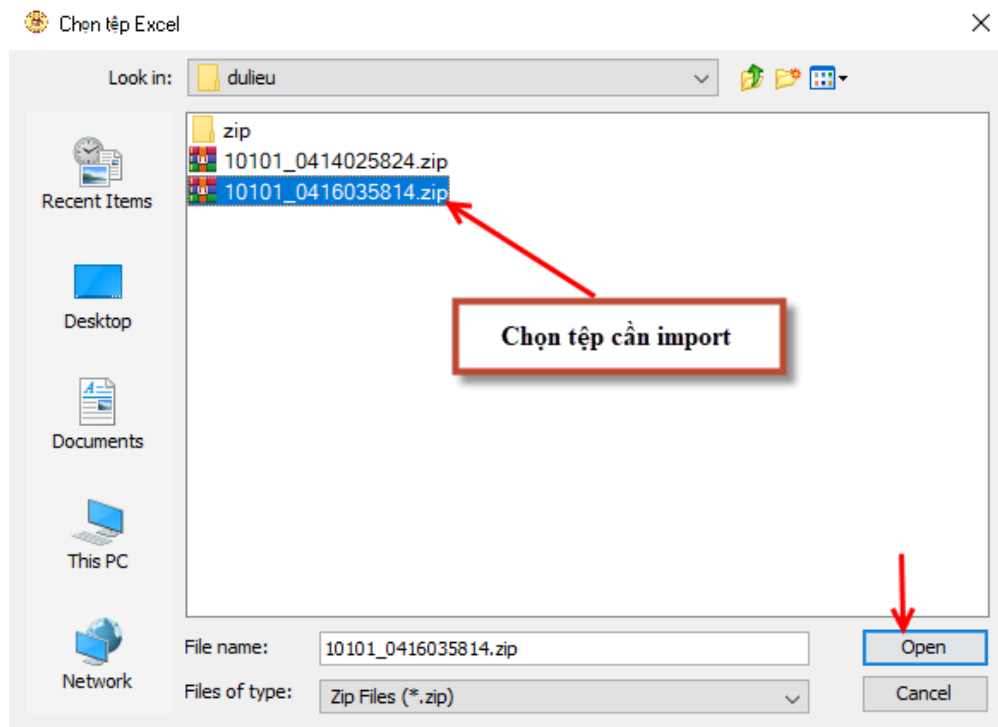 Chọn tệp Excel
Look in:
dulieu
zip
10101_0414025824.zip
10101_0416035814.zip
Recent Items
Desktop
Documents
This PC
Network
Chọn tệp cần import
File name:
10101_0416035814.zip
Open
Files of type:
Zip Files (*.zip)
Cancel